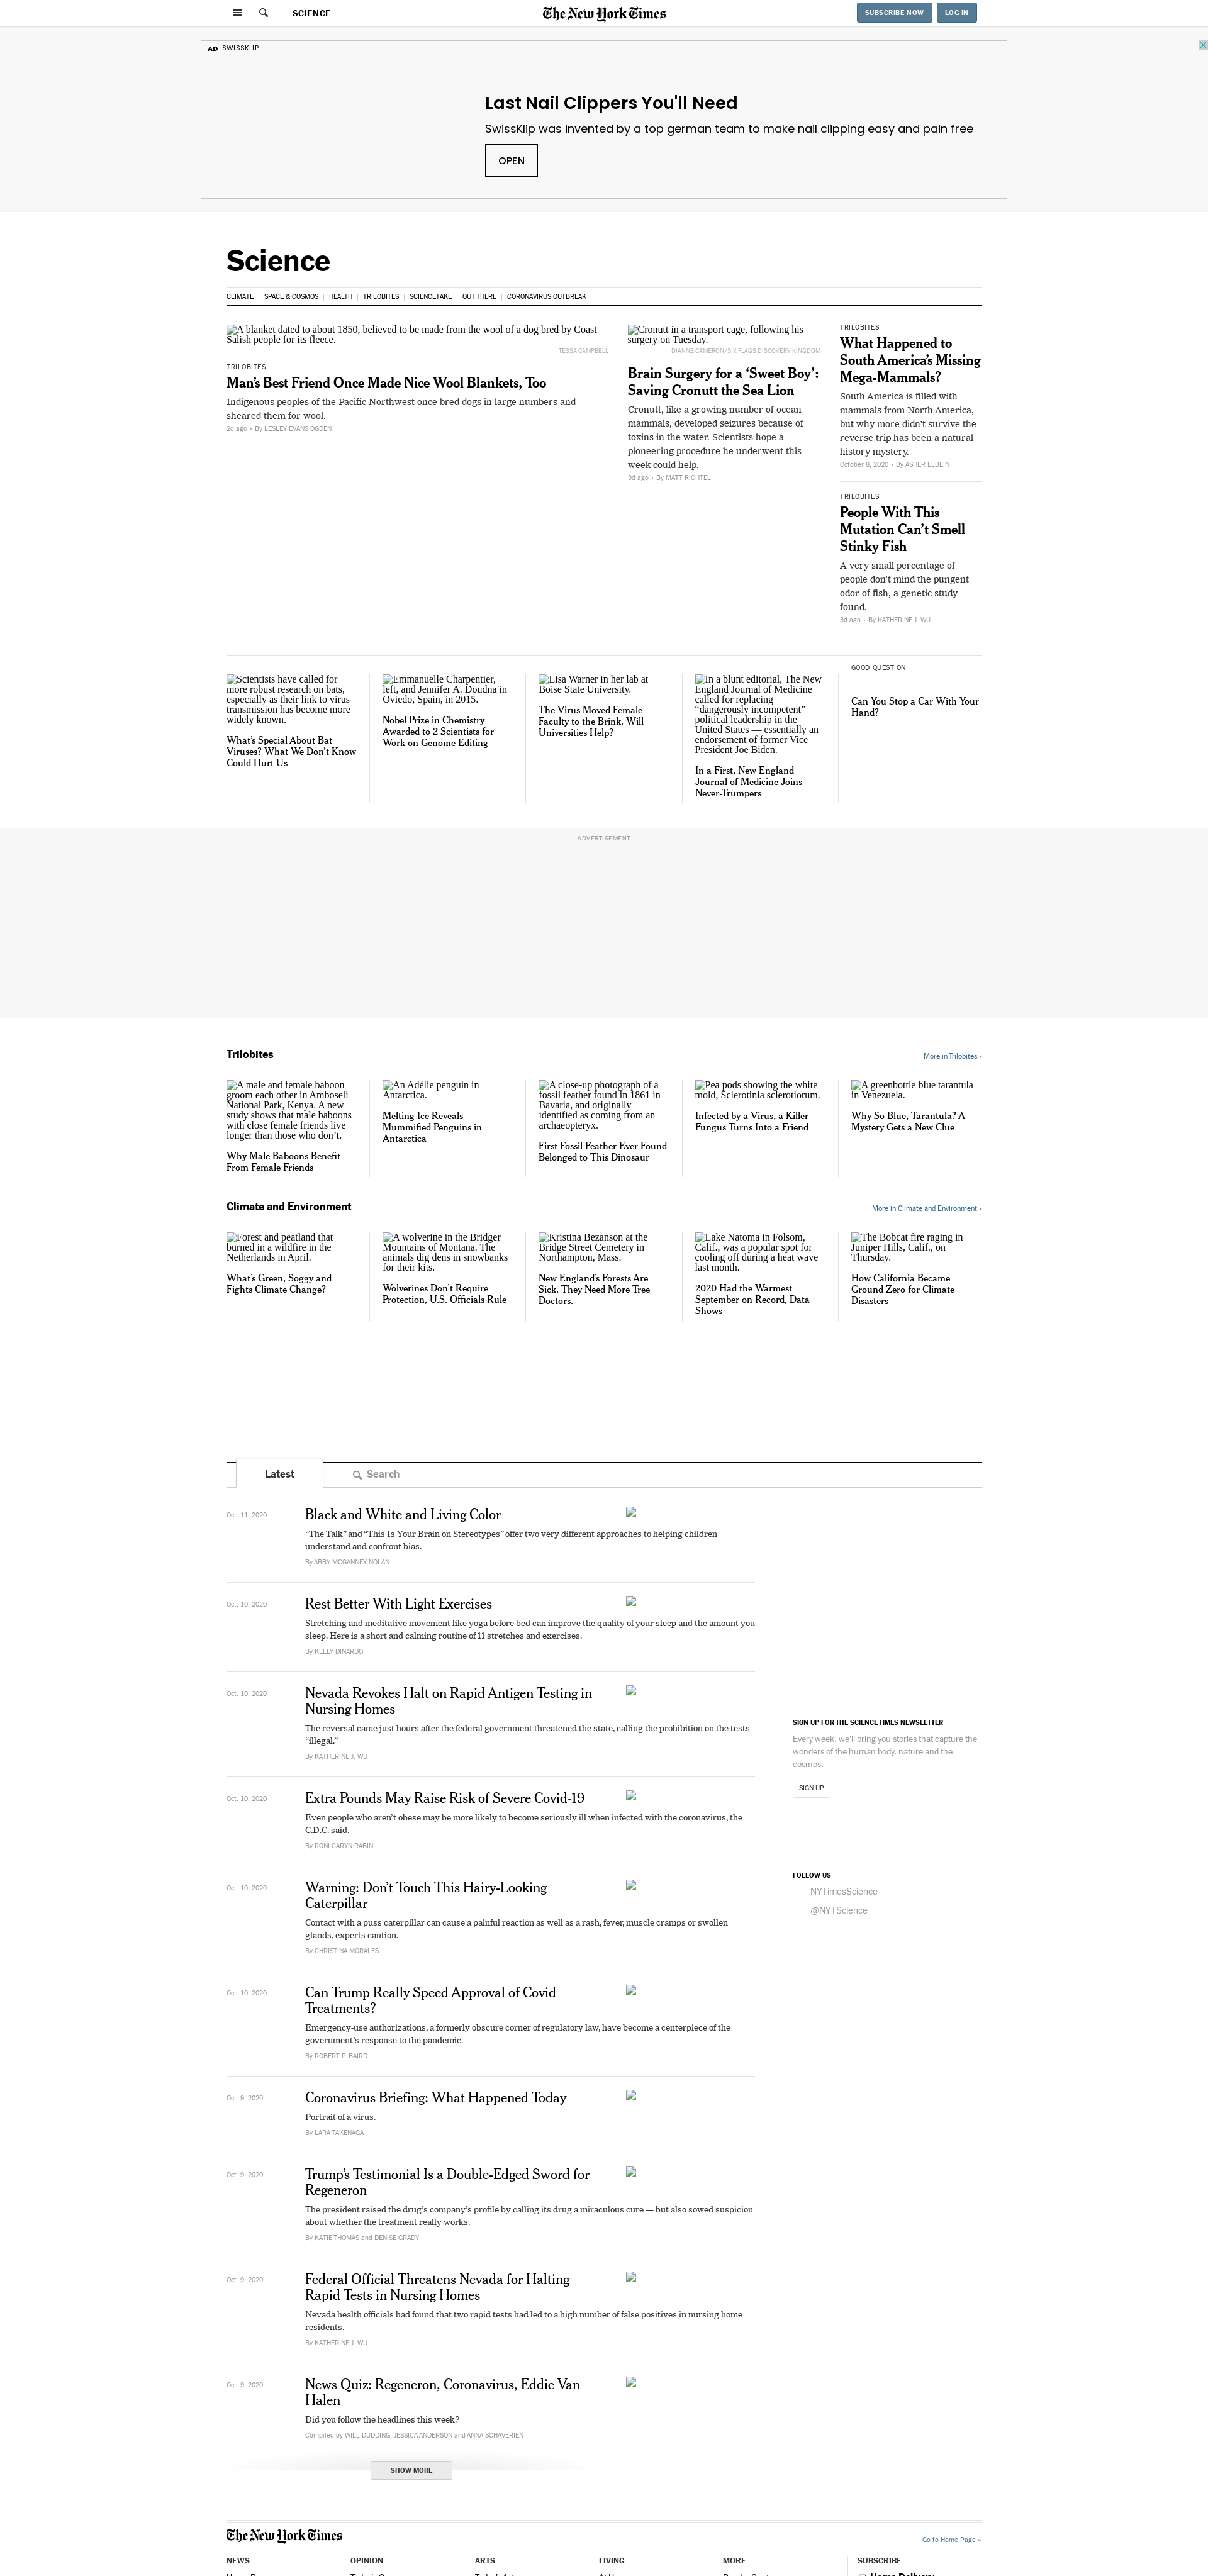 SCIENCE
The New York Times
SUBSCRIBE NOW
LOG IN
AD SWISSKLIP
Last Nail Clippers You'll Need
SwissKlip was invented by a top german team to make nail clipping easy and pain free
OPEN
Science
CLIMATE
SPACE & COSMOS
HEALTH
TRILOBITES
SCIENCETAKE
OUT THERE
CORONAVIRUS OUTBREAK
A blanket dated to about 1850, believed to be made from the wool of a dog bred by Coast
Salish people for its fleece.
TESSA CAMPBELL
TRILOBITES
Man’s Best Friend Once Made Nice Wool Blankets, Too
Indigenous peoples of the Pacific Northwest once bred dogs in large numbers and
sheared them for wool.
2d ago • By LESLEY EVANS OGDEN
Cronutt in a transport cage, following his
surgery on Tuesday.
DIANNE CAMERON/SIX FLAGS DISCOVERY KINGDOM
Brain Surgery for a ‘Sweet Boy’:
Saving Cronutt the Sea Lion
Cronutt, like a growing number of ocean
mammals, developed seizures because of
toxins in the water. Scientists hope a
pioneering procedure he underwent this
week could help.
3d ago • By MATT RICHTEL
TRILOBITES
What Happened to
South America’s Missing
Mega-Mammals?
South America is filled with
mammals from North America,
but why more didn’t survive the
reverse trip has been a natural
history mystery.
October 8, 2020 • By ASHER ELBEIN
TRILOBITES
People With This
Mutation Can’t Smell
Stinky Fish
A very small percentage of
people don’t mind the pungent
odor of fish, a genetic study
found.
3d ago • By KATHERINE J. WU
Scientists have called for
more robust research on bats,
especially as their link to virus
transmission has become more
widely known.
What’s Special About Bat
Viruses? What We Don’t Know
Could Hurt Us
Emmanuelle Charpentier,
left, and Jennifer A. Doudna in
Oviedo, Spain, in 2015.
Nobel Prize in Chemistry
Awarded to 2 Scientists for
Work on Genome Editing
Lisa Warner in her lab at
Boise State University.
The Virus Moved Female
Faculty to the Brink. Will
Universities Help?
In a blunt editorial, The New
England Journal of Medicine
called for replacing
“dangerously incompetent”
political leadership in the
United States — essentially an
endorsement of former Vice
President Joe Biden.
In a First, New England
Journal of Medicine Joins
Never-Trumpers
GOOD QUESTION
Can You Stop a Car With Your
Hand?
ADVERTISEMENT
Trilobites
More in Trilobites ›
A male and female baboon
groom each other in Amboseli
National Park, Kenya. A new
study shows that male baboons
with close female friends live
longer than those who don’t.
Why Male Baboons Benefit
From Female Friends
An Adélie penguin in
Antarctica.
Melting Ice Reveals
Mummified Penguins in
Antarctica
A close-up photograph of a
fossil feather found in 1861 in
Bavaria, and originally
identified as coming from an
archaeopteryx.
First Fossil Feather Ever Found
Belonged to This Dinosaur
Pea pods showing the white
mold, Sclerotinia sclerotiorum.
Infected by a Virus, a Killer
Fungus Turns Into a Friend
A greenbottle blue tarantula
in Venezuela.
Why So Blue, Tarantula? A
Mystery Gets a New Clue
Climate and Environment
More in Climate and Environment ›
Forest and peatland that
burned in a wildfire in the
Netherlands in April.
What’s Green, Soggy and
Fights Climate Change?
A wolverine in the Bridger
Mountains of Montana. The
animals dig dens in snowbanks
for their kits.
Wolverines Don’t Require
Protection, U.S. Officials Rule
Kristina Bezanson at the
Bridge Street Cemetery in
Northampton, Mass.
New England’s Forests Are
Sick. They Need More Tree
Doctors.
Lake Natoma in Folsom,
Calif., was a popular spot for
cooling off during a heat wave
last month.
2020 Had the Warmest
September on Record, Data
Shows
The Bobcat fire raging in
Juniper Hills, Calif., on
Thursday.
How California Became
Ground Zero for Climate
Disasters
Latest
Search
Oct. 11, 2020
Black and White and Living Color
“The Talk” and “This Is Your Brain on Stereotypes” offer two very different approaches to helping children
understand and confront bias.
By ABBY MCGANNEY NOLAN
Oct. 10, 2020
Rest Better With Light Exercises
Stretching and meditative movement like yoga before bed can improve the quality of your sleep and the amount you
sleep. Here is a short and calming routine of 11 stretches and exercises.
By KELLY DINARDO
Oct. 10, 2020
Nevada Revokes Halt on Rapid Antigen Testing in
Nursing Homes
The reversal came just hours after the federal government threatened the state, calling the prohibition on the tests
“illegal.”
By KATHERINE J. WU
Oct. 10, 2020
Extra Pounds May Raise Risk of Severe Covid-19
Even people who aren’t obese may be more likely to become seriously ill when infected with the coronavirus, the
C.D.C. said.
By RONI CARYN RABIN
Oct. 10, 2020
Warning: Don’t Touch This Hairy-Looking
Caterpillar
Contact with a puss caterpillar can cause a painful reaction as well as a rash, fever, muscle cramps or swollen
glands, experts caution.
By CHRISTINA MORALES
Oct. 10, 2020
Can Trump Really Speed Approval of Covid
Treatments?
Emergency-use authorizations, a formerly obscure corner of regulatory law, have become a centerpiece of the
government’s response to the pandemic.
By ROBERT P. BAIRD
Oct. 9, 2020
Coronavirus Briefing: What Happened Today
Portrait of a virus.
By LARA TAKENAGA
Oct. 9, 2020
Trump’s Testimonial Is a Double-Edged Sword for
Regeneron
The president raised the drug’s company’s profile by calling its drug a miraculous cure — but also sowed suspicion
about whether the treatment really works.
By KATIE THOMAS and DENISE GRADY
Oct. 9, 2020
Federal Official Threatens Nevada for Halting
Rapid Tests in Nursing Homes
Nevada health officials had found that two rapid tests had led to a high number of false positives in nursing home
residents.
By KATHERINE J. WU
Oct. 9, 2020
News Quiz: Regeneron, Coronavirus, Eddie Van
Halen
Did you follow the headlines this week?
Compiled by WILL DUDDING, JESSICA ANDERSON and ANNA SCHAVERIEN
SHOW MORE
SIGN UP FOR THE SCIENCE TIMES NEWSLETTER
Every week, we’ll bring you stories that capture the
wonders of the human body, nature and the
cosmos.
SIGN UP
FOLLOW US
NYTimesScience
@NYTScience
The New York Times
Go to Home Page »
NEWS
OPINION
ARTS
LIVING
MORE
SUBSCRIBE